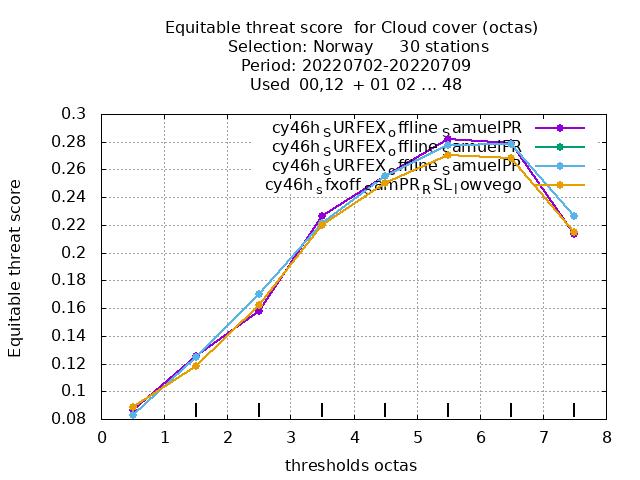 Equitable threat score for Cloud cover (octas)
Selection: Norway 30 stations
Period: 20220702-20220709
Used 00,12 + 01 02 ... 48
cy46h_SURFEX_offline_SamuelPR
cy46h_SURFEX_offline_SamuelPR
cy46h_SURFEX_offline_SamuelPR
cy46h_sfxoff_samPR_RSL_lowvego
Equitable threat score
0.3
0.28
0.26
0.24
0.22
0.2
0.18
0.16
0.14
0.12
0.1
0.08
0 1 2 3 4 5 6 7 8
thresholds octas